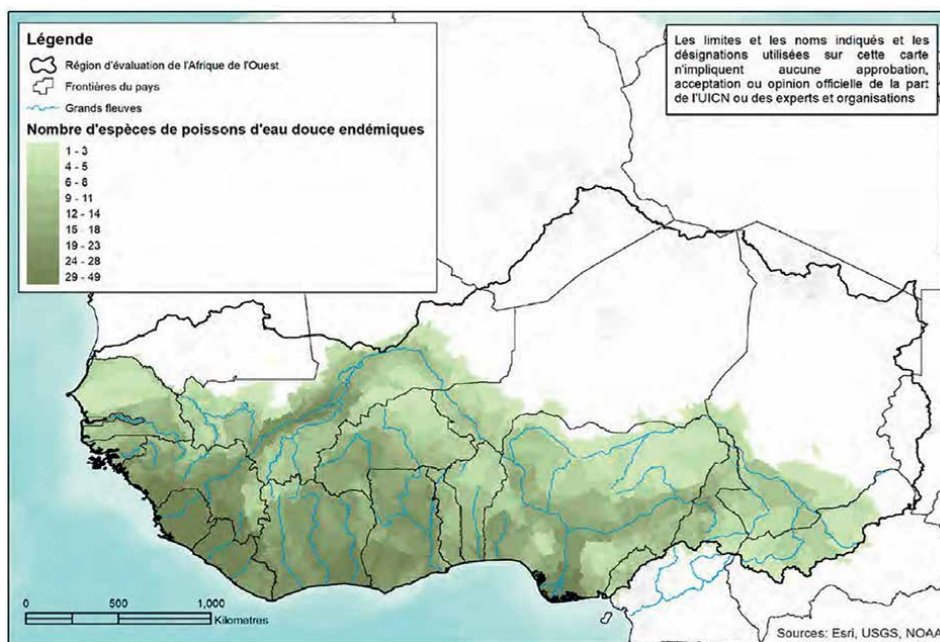 Légende
Région d'évaluation de l'Afrique de l'Ouest
Frontières du pays
Grands fleuves
Nombre d'espèces de poissons d'eau douce endémiques
1 - 3
4 - 5
6 - 8
9 - 11
12 - 14
15 - 18
19 - 23
24 - 28
29 - 49
Les limites et les noms indiqués et les
désignations utilisées sur cette carte
n'impliquent aucune approbation,
acceptation ou opinion officielle de la part
de l'UICN ou des experts et organisations
0 500 1,000
Kilometres
Sources: Esri, USGS, NOAA